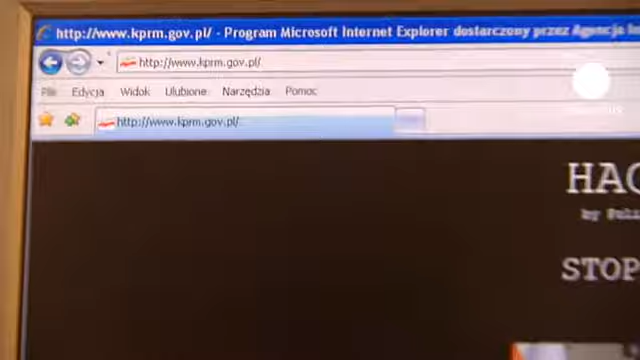 http://www.kprm.gov.pl/ - Program Microsoft Internet Explorer dostarczony przez Agencja
http://www.kprm.gov.pl/
Plik Edycja Widok Ulubione Narzędzia Pomoc
http://www.kprm.gov.pl/
HAC
by
STOP